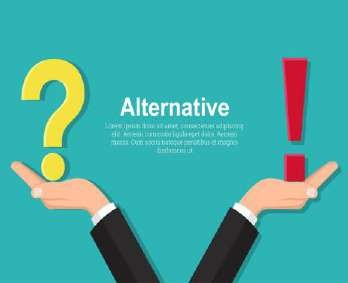 ?
!
Alternative
Lorem ipsum dolor sit amet, consectetuer adipiscing
elit. Aenean commodo ligula eget dolor. Aenean
massa. Cum sociis natoque penatibus et magnis